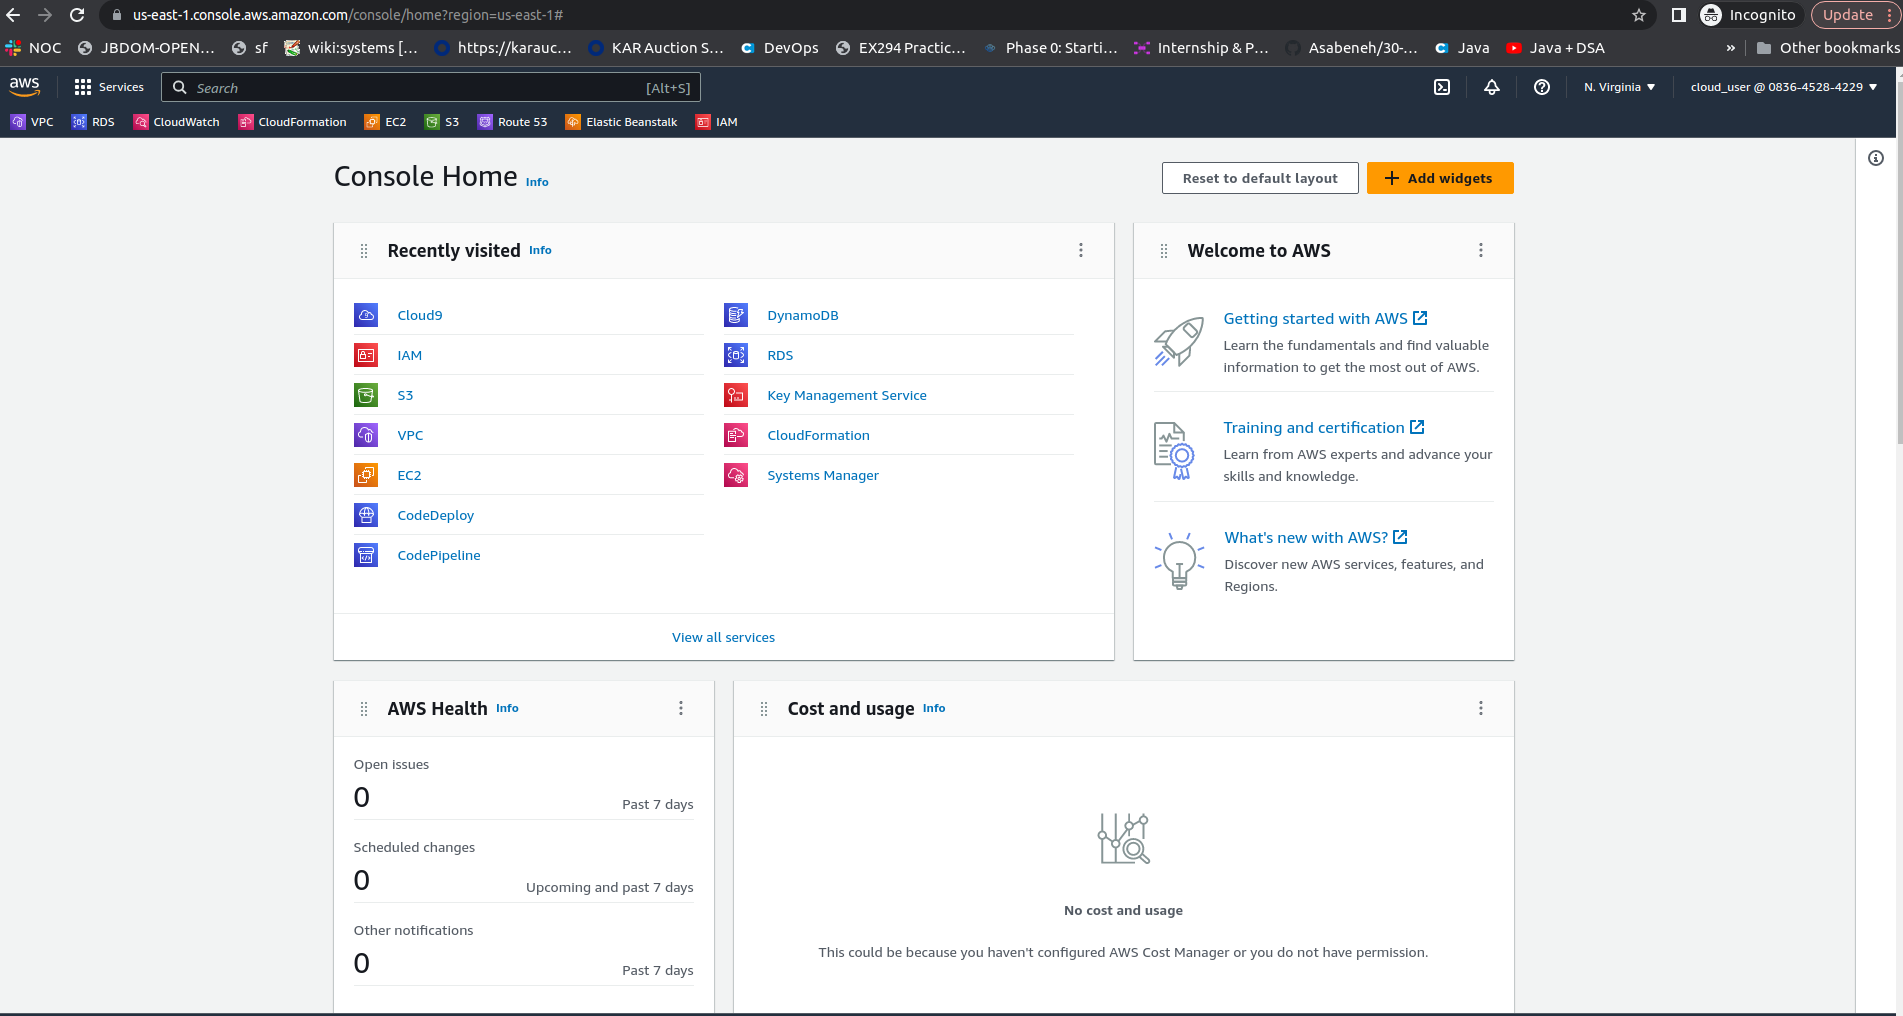 us-east-1.console.aws.amazon.com/console/home?region=us-east-1#
Incognito
Update
NOC
JBDOM-OPEN...
sf
wiki:systems [...
https://karauc...
KAR Auction S...
DevOps
EX294 Practic...
Phase 0: Starti...
Internship & P...
Asabeneh/30-...
Java
Java + DSA
»
Other bookmarks
aws
Services
Search
[Alt+S]
N. Virginia
cloud_user @ 0836-4528-4229
VPC
RDS
CloudWatch
CloudFormation
EC2
S3
Route 53
Elastic Beanstalk
IAM
Console Home Info
Reset to default layout
Add widgets
Recently visited Info
Cloud9
IAM
S3
VPC
EC2
CodeDeploy
CodePipeline
DynamoDB
RDS
Key Management Service
CloudFormation
Systems Manager
View all services
Welcome to AWS
Getting started with AWS
Learn the fundamentals and find valuable
information to get the most out of AWS.
Training and certification
Learn from AWS experts and advance your
skills and knowledge.
What's new with AWS?
Discover new AWS services, features, and
Regions.
AWS Health Info
Open issues
0
Past 7 days
Scheduled changes
0
Upcoming and past 7 days
Other notifications
0
Past 7 days
Cost and usage Info
No cost and usage
This could be because you haven't configured AWS Cost Manager or you do not have permission.